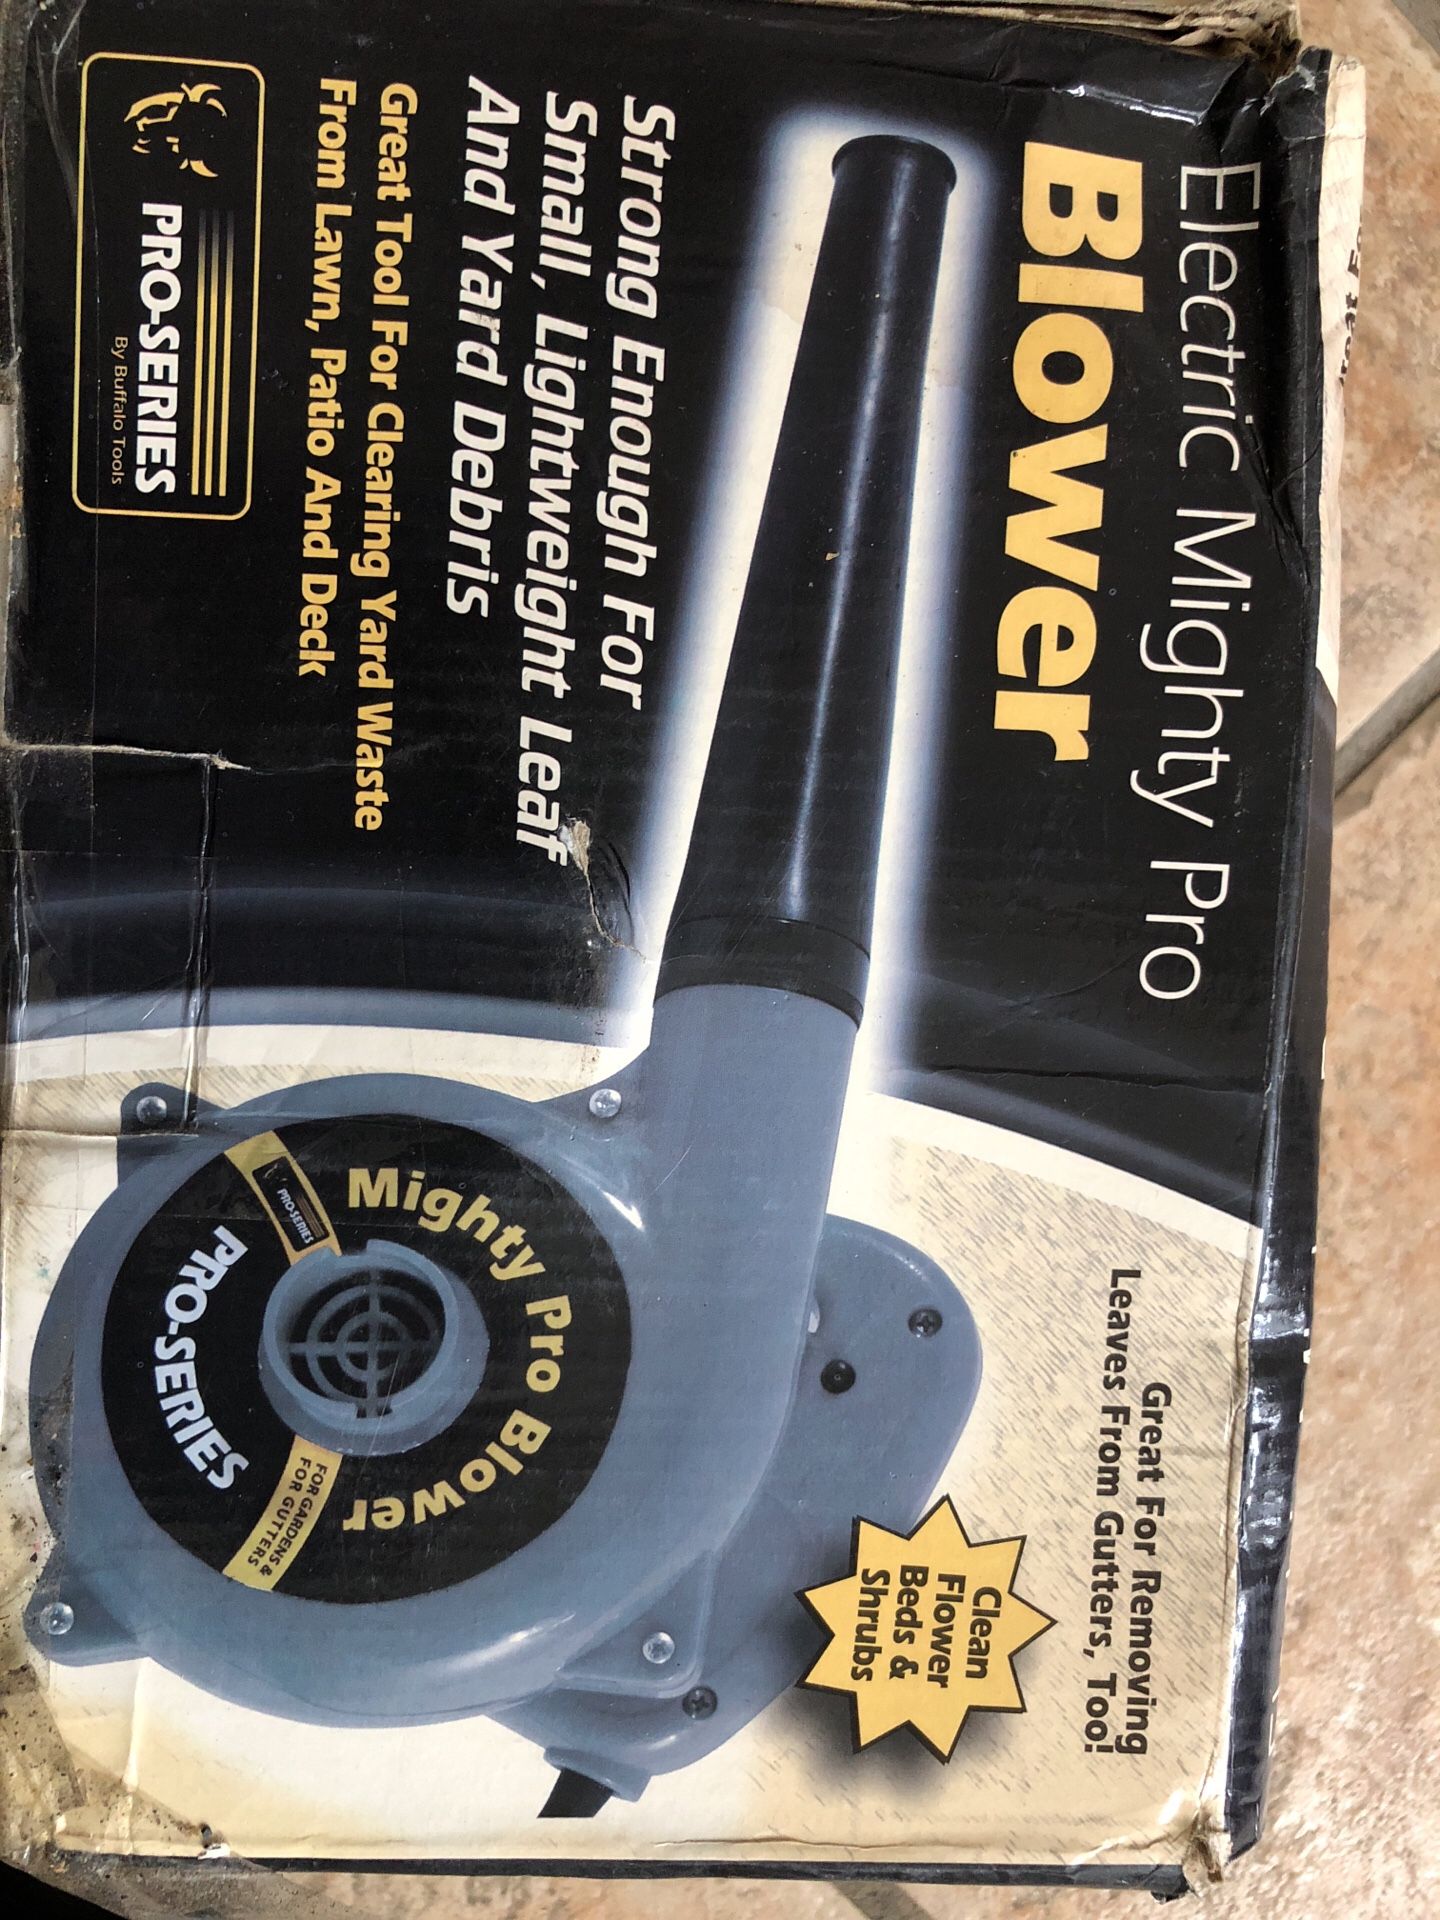 Electric Mighty Pro
Blower
Strong Enough For
Small, Lightweight Leaf
And Yard Debris
Great Tool For Clearing Yard Waste
From Lawn, Patio And Deck
PRO-SERIES
By Buffalo Tools
Great For Removing
Leaves From Gutters, Too!
Clean
Flower
Beds &
Shrubs
Mighty Pro Blower
PRO-SERIES
PRO-SERIES
FOR GARDENS &
FOR GUTTERS